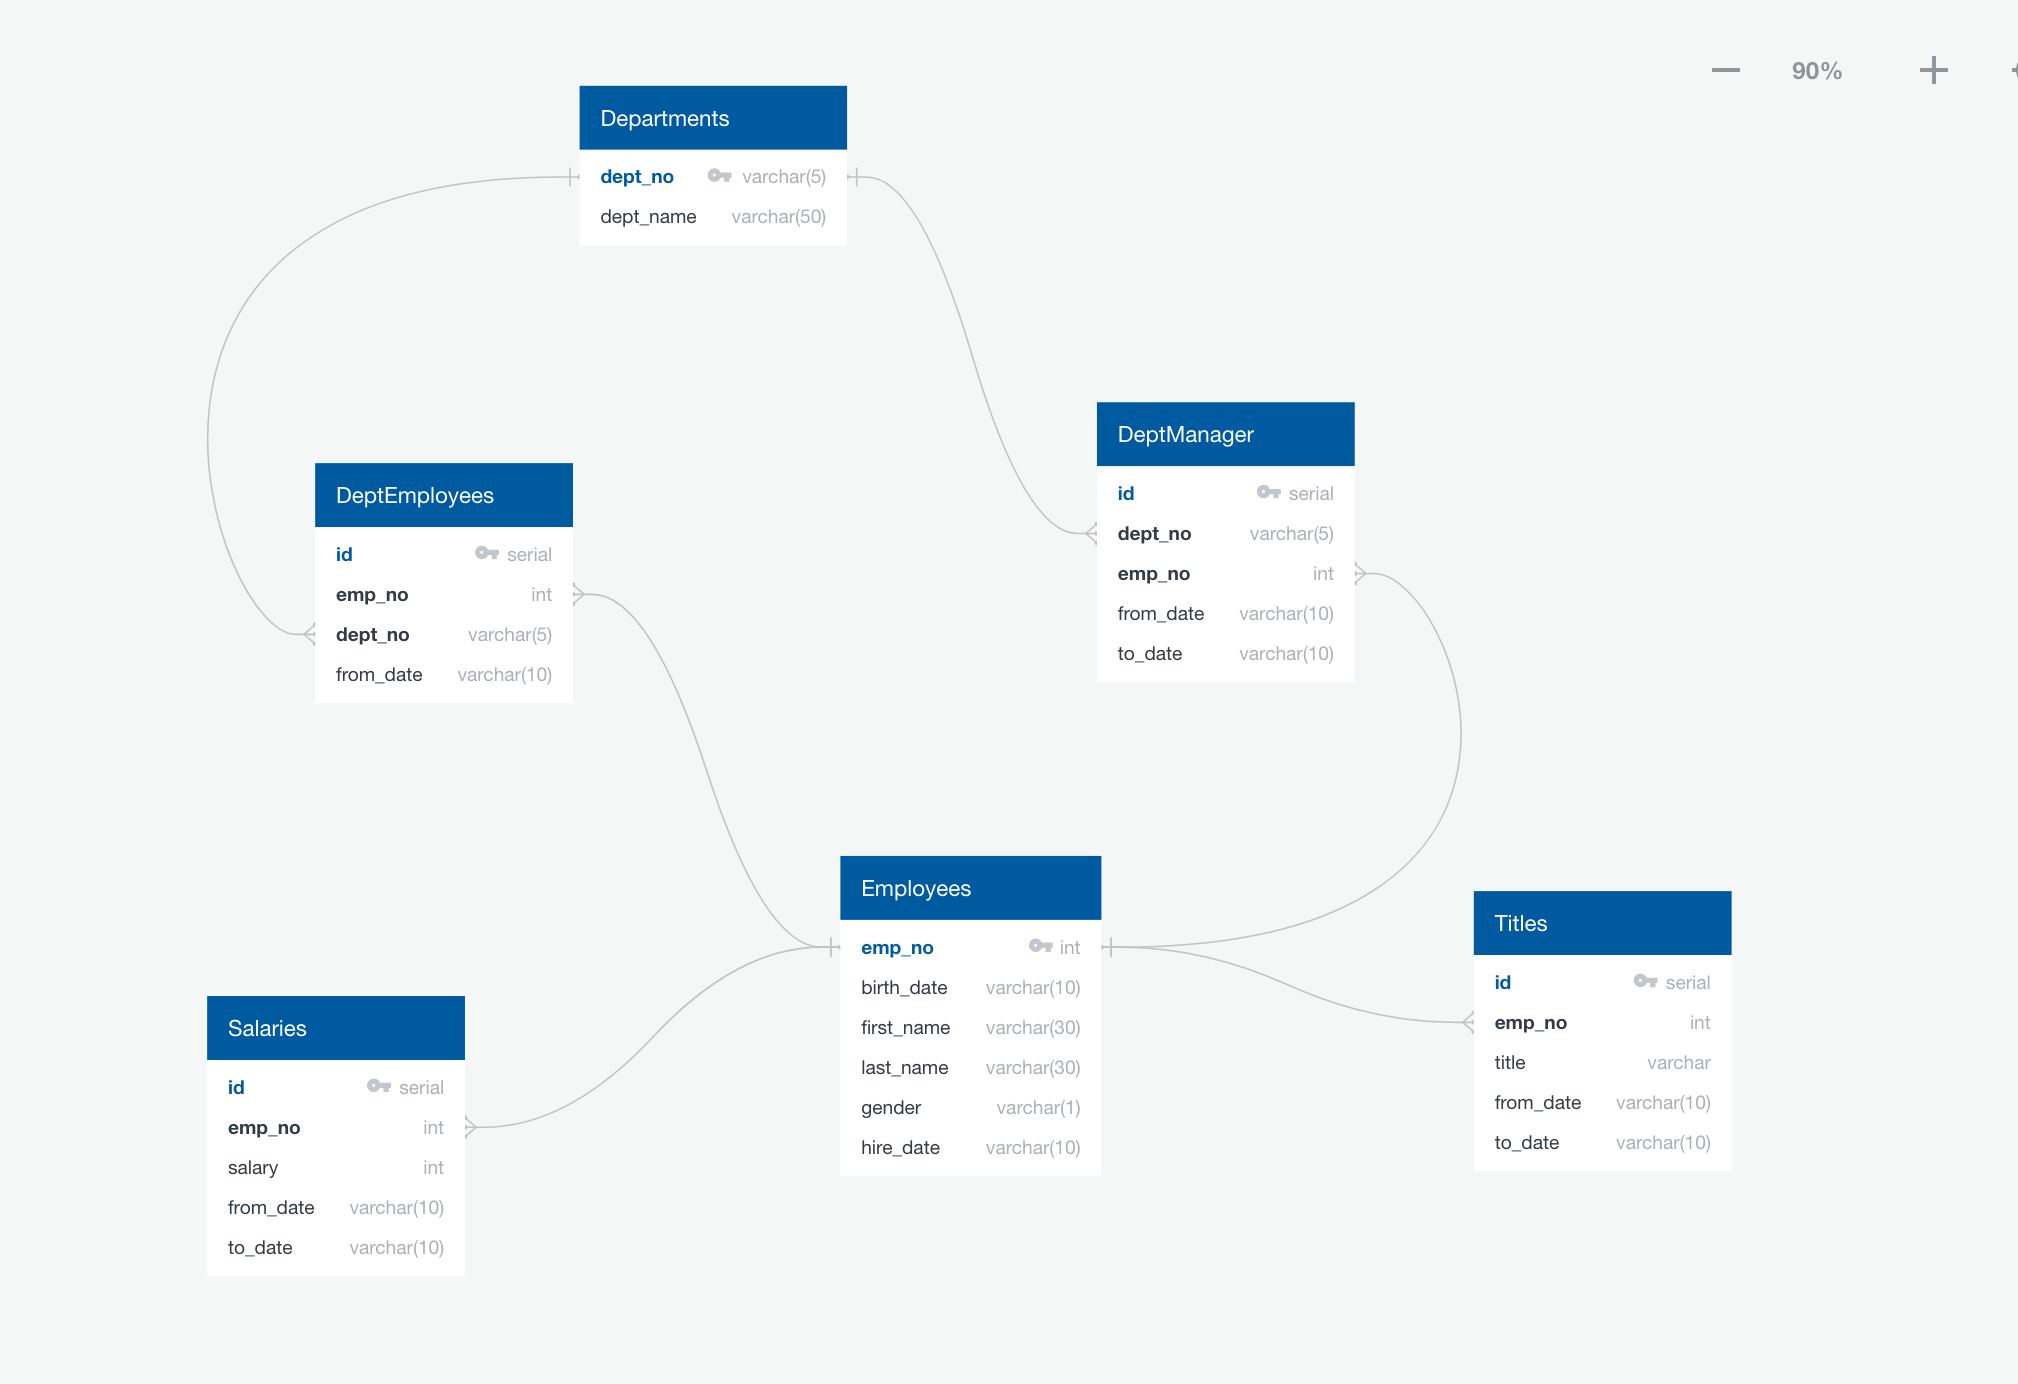 90%
Departments
dept_no varchar(5)
dept_name varchar(50)
DeptManager
id serial
dept_no varchar(5)
emp_no int
from_date varchar(10)
to_date varchar(10)
DeptEmployees
id serial
emp_no int
dept_no varchar(5)
from_date varchar(10)
Employees
emp_no int
birth_date varchar(10)
first_name varchar(30)
last_name varchar(30)
gender varchar(1)
hire_date varchar(10)
Titles
id serial
emp_no int
title varchar
from_date varchar(10)
to_date varchar(10)
Salaries
id serial
emp_no int
salary int
from_date varchar(10)
to_date varchar(10)